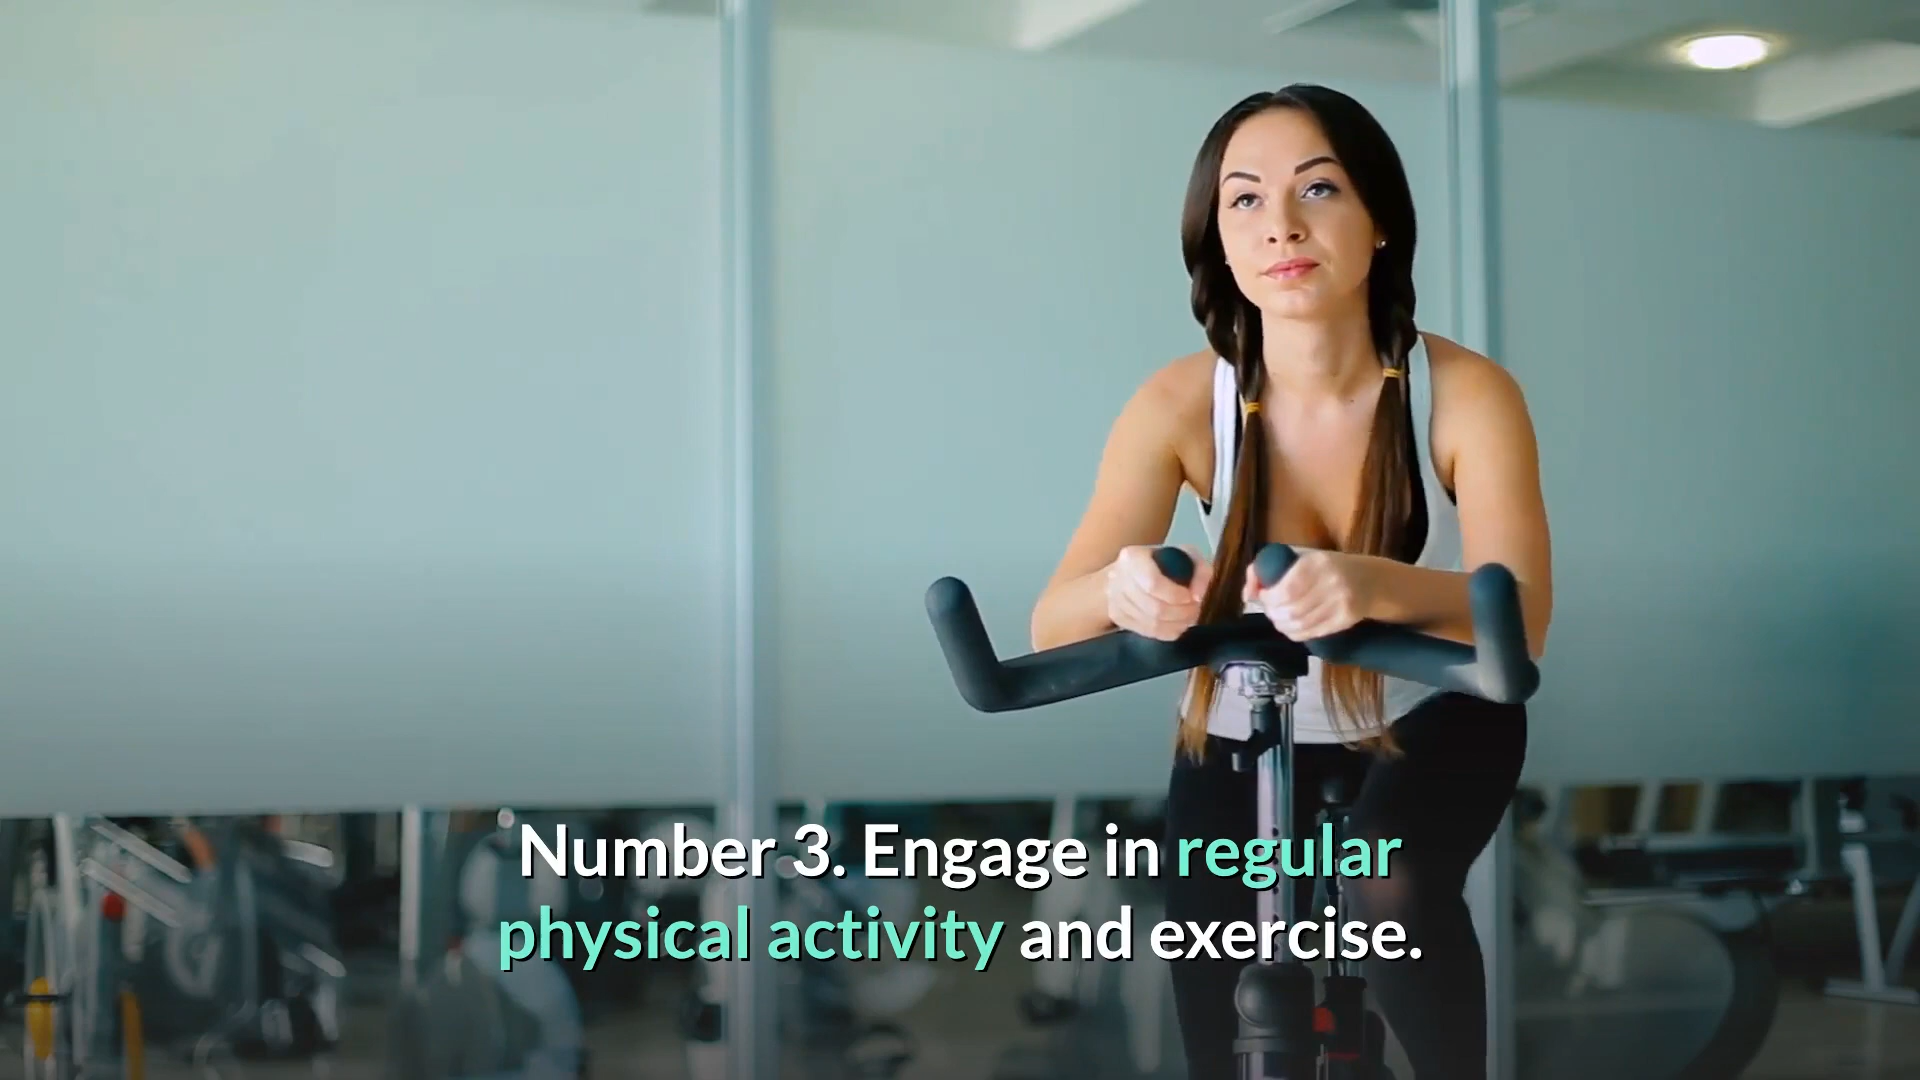 Number 3. Engage in regular
physical activity and exercise.